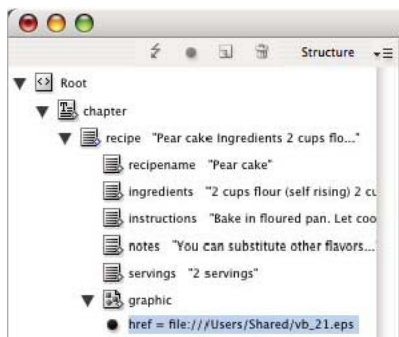 Structure
Root
chapter
recipe "Pear cake Ingredients 2 cups flo..."
recipename "Pear cake"
ingredients "2 cups flour (self rising) 2 cu
instructions "Bake in floured pan. Let coo
notes "You can substitute other flavors...
servings "2 servings"
graphic
href = file:///Users/Shared/vb_21.eps